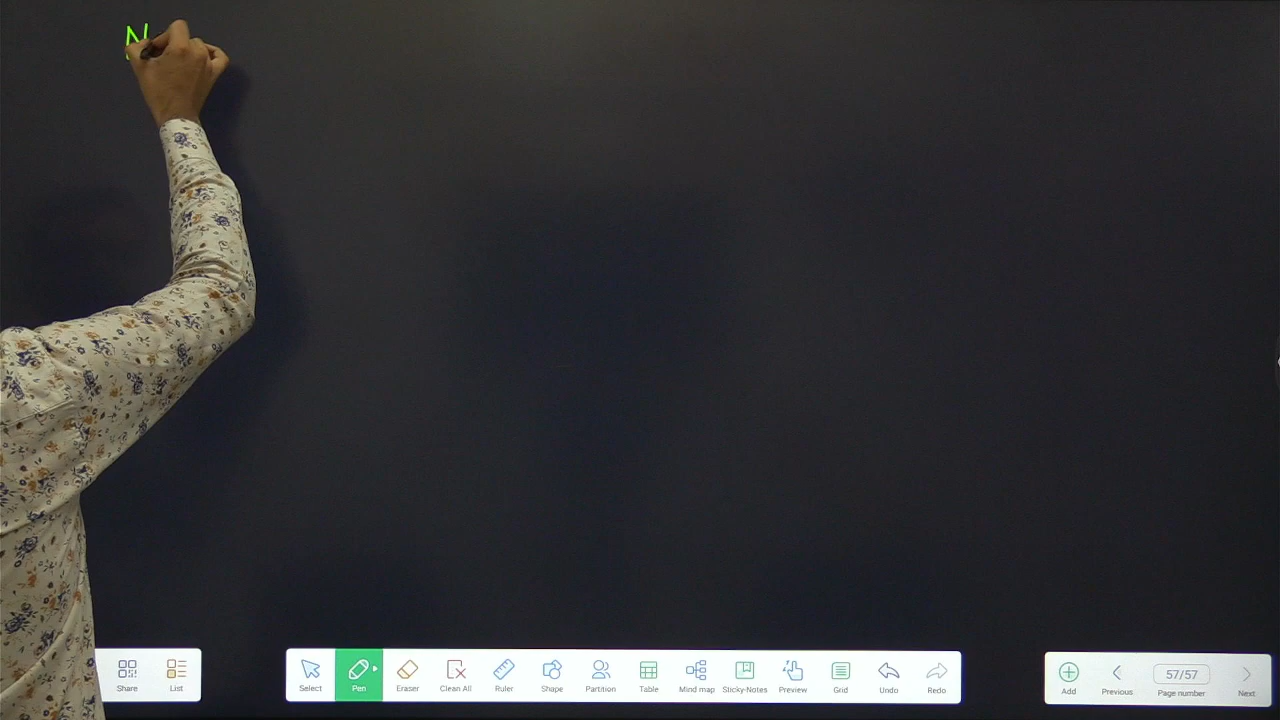 N
Share
List
Select
Pen
Eraser
Clean All
Ruler
Shape
Partition
Table
Mind map
Sticky-Notes
Preview
Grid
Undo
Redo
Add
Previous
57/57
Page number
Next